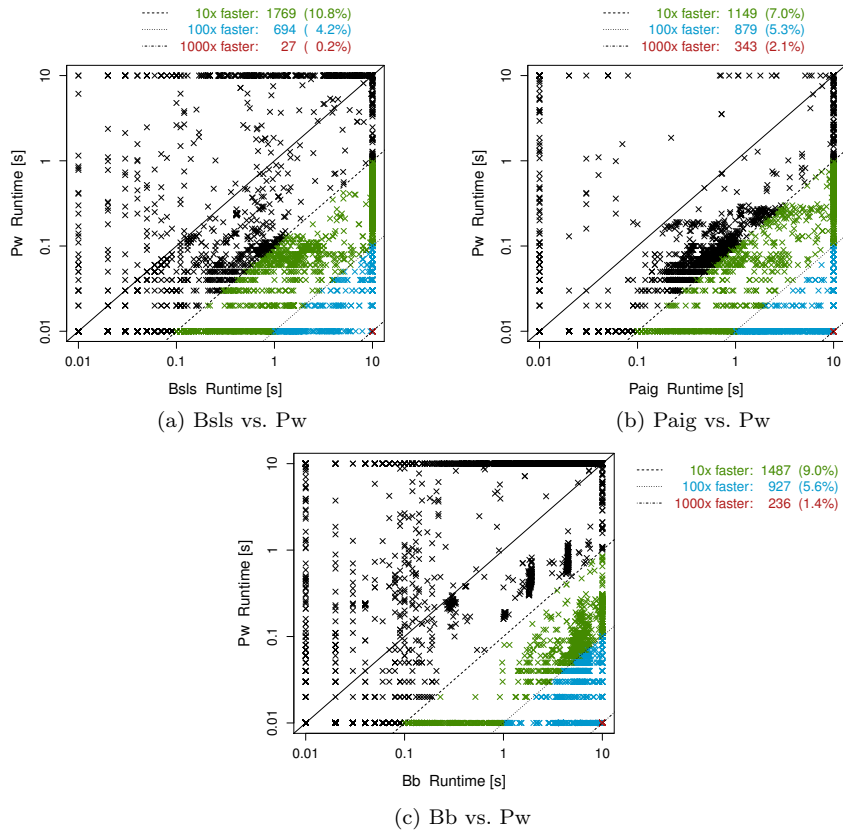 10x faster: 1769 (10.8%)
100x faster: 694 ( 4.2%)
1000x faster: 27 ( 0.2%)
10x faster: 1149 (7.0%)
100x faster: 879 (5.3%)
1000x faster: 343 (2.1%)
Pw Runtime [s]
10
1
0.1
0.01
0.01 0.1 1 10
Bsls Runtime [s]
(a) Bsls vs. Pw
Pw Runtime [s]
10
1
0.1
0.01
0.01 0.1 1 10
Paig Runtime [s]
(b) Paig vs. Pw
10x faster: 1487 (9.0%)
100x faster: 927 (5.6%)
1000x faster: 236 (1.4%)
Pw Runtime [s]
10
1
0.1
0.01
0.01 0.1 1 10
Bb Runtime [s]
(c) Bb vs. Pw